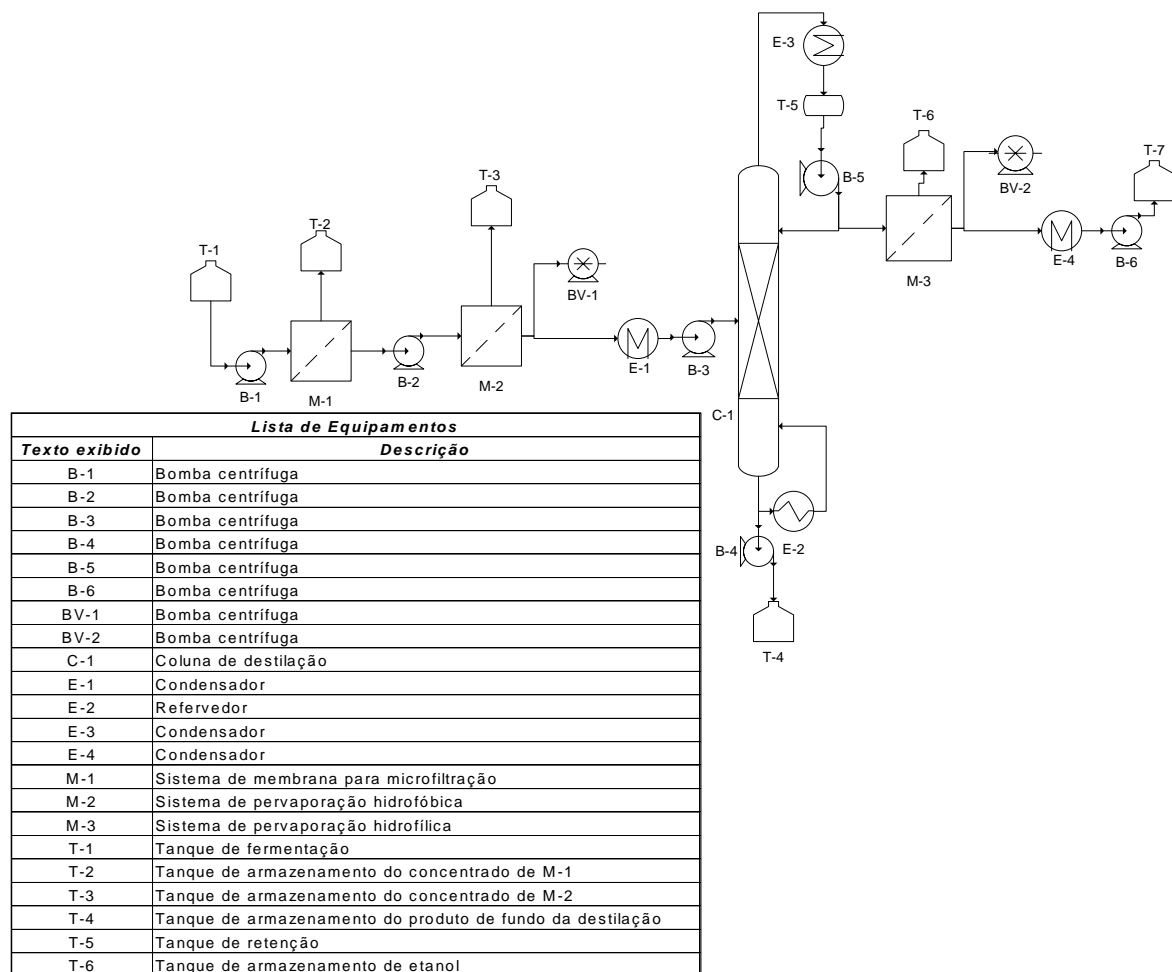 E-3
T-5
T-6
B-5
BV-2
T-7
E-4
B-6
M-3
T-3
T-2
T-1
BV-1
E-1
B-3
B-2
M-2
B-1
M-1
C-1
B-4
E-2
T-4
Lista de Equipamentos
Texto exibido Descrição
B-1 Bomba centrífuga
B-2 Bomba centrífuga
B-3 Bomba centrífuga
B-4 Bomba centrífuga
B-5 Bomba centrífuga
B-6 Bomba centrífuga
BV-1 Bomba centrífuga
BV-2 Bomba centrífuga
C-1 Coluna de destilação
E-1 Condensador
E-2 Refervedor
E-3 Condensador
E-4 Condensador
M-1 Sistema de membrana para microfiltração
M-2 Sistema de pervaporação hidrofóbica
M-3 Sistema de pervaporação hidrofílica
T-1 Tanque de fermentação
T-2 Tanque de armazenamento do concentrado de M-1
T-3 Tanque de armazenamento do concentrado de M-2
T-4 Tanque de armazenamento do produto de fundo da destilação
T-5 Tanque de retenção
T-6 Tanque de armazenamento de etanol